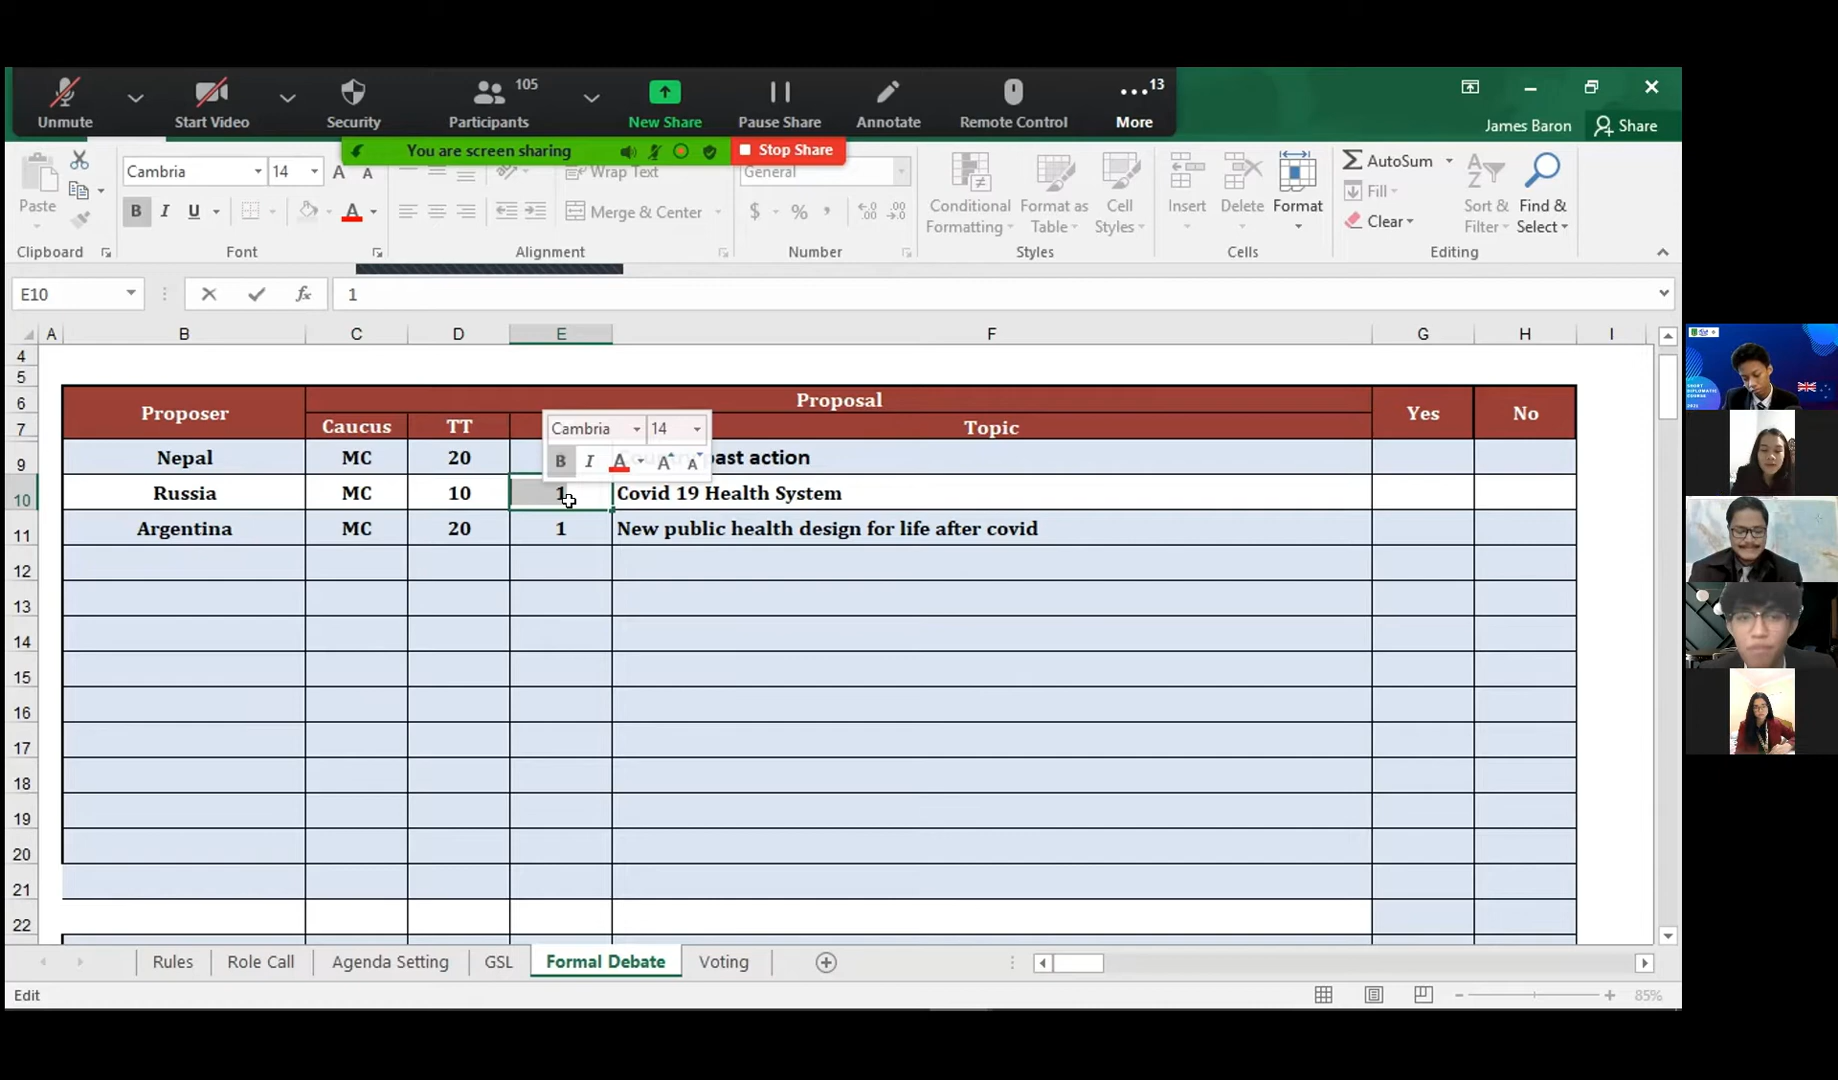 105
13
Unmute Start Video Security Participants New Share Pause Share Annotate Remote Control More
You are screen sharing Stop Share
James Baron Share
Cambria 14 A A Wrap Text General AutoSum
Paste B I U A Merge & Center $ % Conditional Formatting Format as Table Cell Styles Insert Delete Format Fill Clear Sort & Filter Find & Select
Clipboard Font Alignment Number Styles Cells Editing
E10 fx 1
A B C D E F G H I
4
5
6 Proposer Proposal Yes No
7 Caucus TT Topic
Cambria 14
B I A A A
9 Nepal MC 20 past action
10 Russia MC 10 1 Covid 19 Health System
11 Argentina MC 20 1 New public health design for life after covid
12
13
14
15
16
17
18
19
20
21
22
Rules Role Call Agenda Setting GSL Formal Debate Voting
Edit 85%